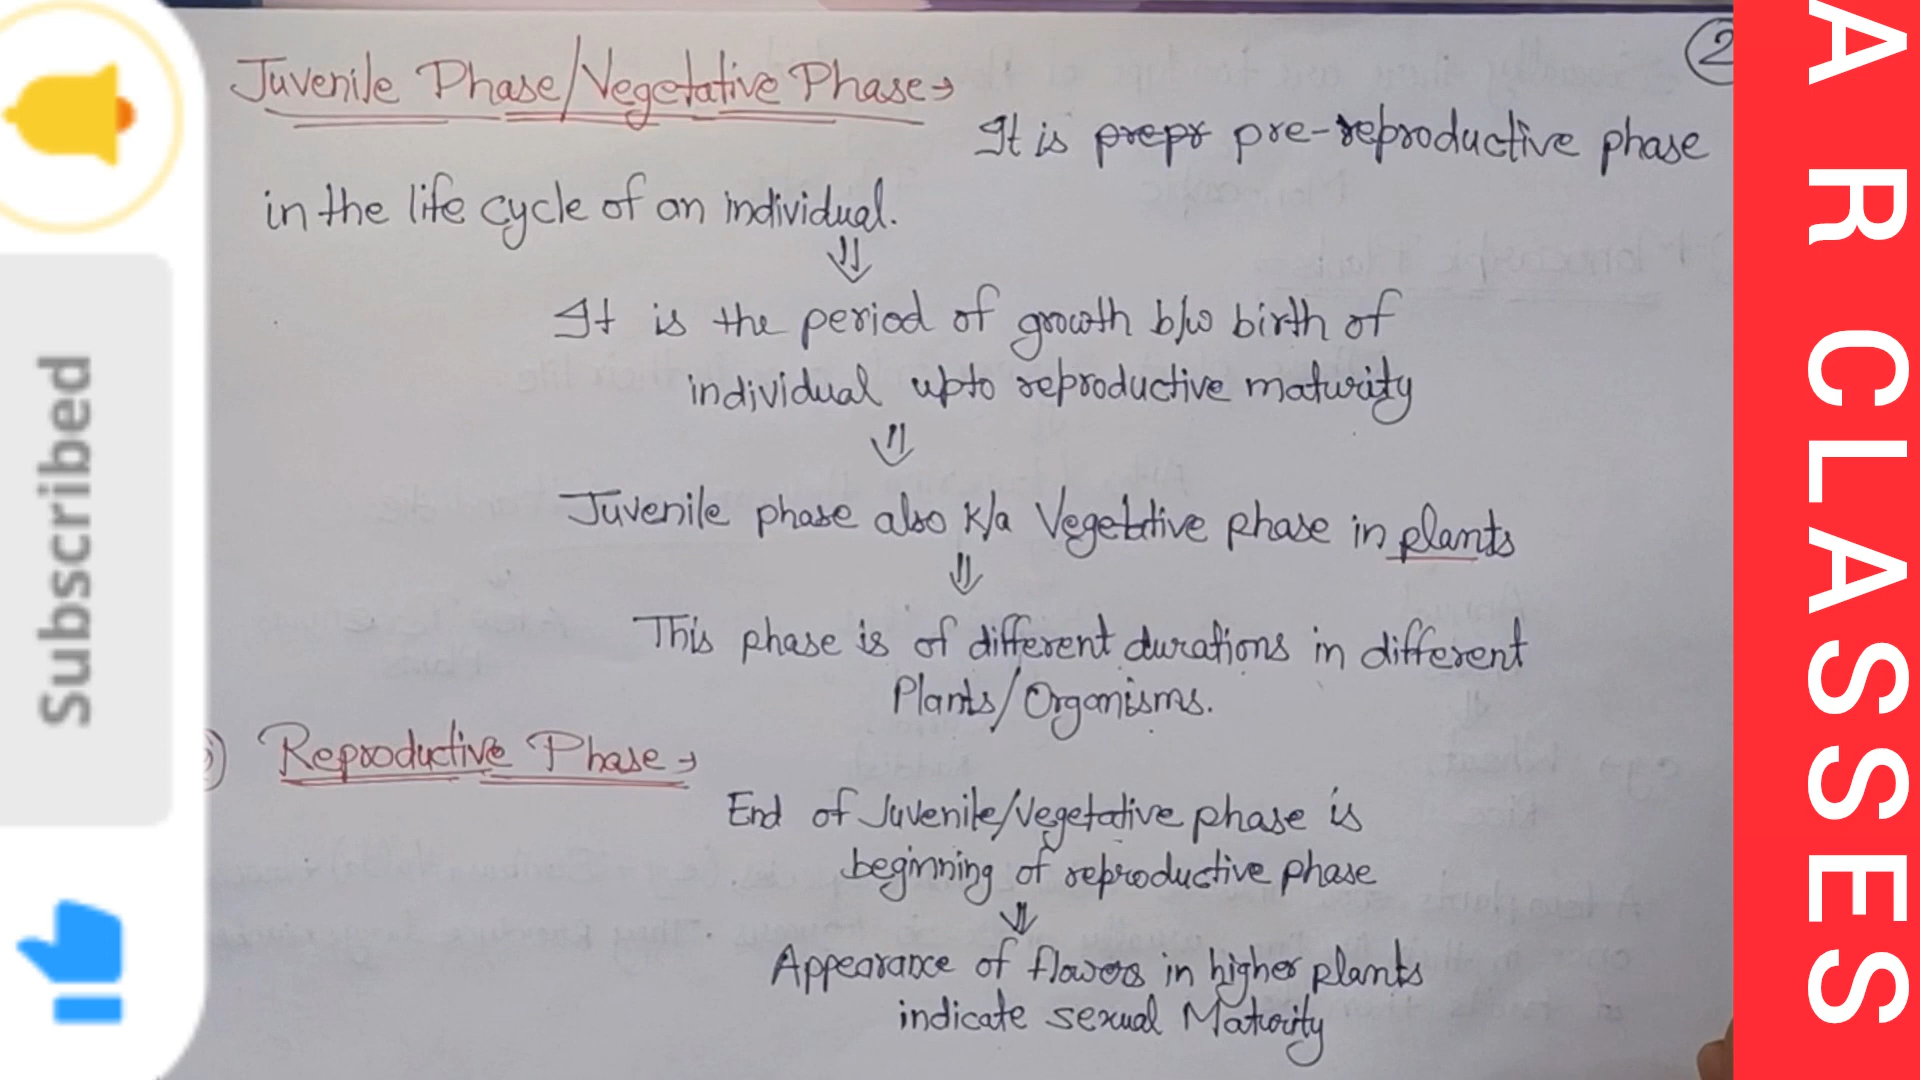 2
Juvenile Phase/Vegetative Phase→
It is prepr pre-reproductive phase
in the life cycle of an individual.
⇓
It is the period of growth b/w birth of
individual upto reproductive maturity
⇓
Juvenile phase also k/a Vegetative phase in plants
⇓
This phase is of different durations in different
Plants/Organisms.
Reproductive Phase→
End of Juvenile/Vegetative phase is
beginning of reproductive phase
⇓
Appearance of flowers in higher plants
indicate sexual Maturity
Subscribed
A R CLASSES